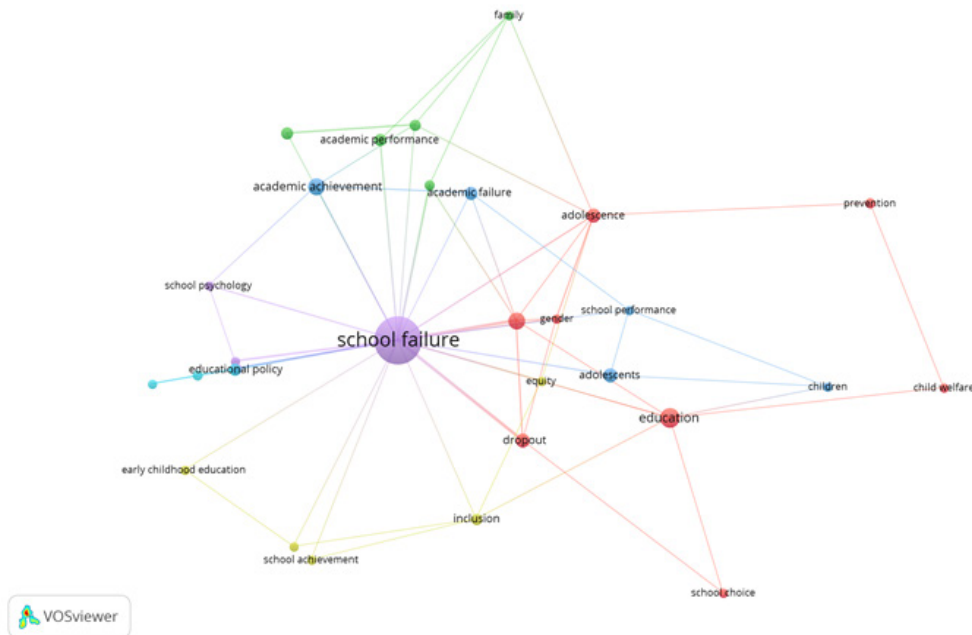 family
academic performance
academic achievement
academic failure
adolescence
prevention
school psychology
school performance
gender
school failure
educational policy
equity
adolescents
children
child welfare
education
dropout
early childhood education
inclusion
school achievement
school choice
VOSviewer